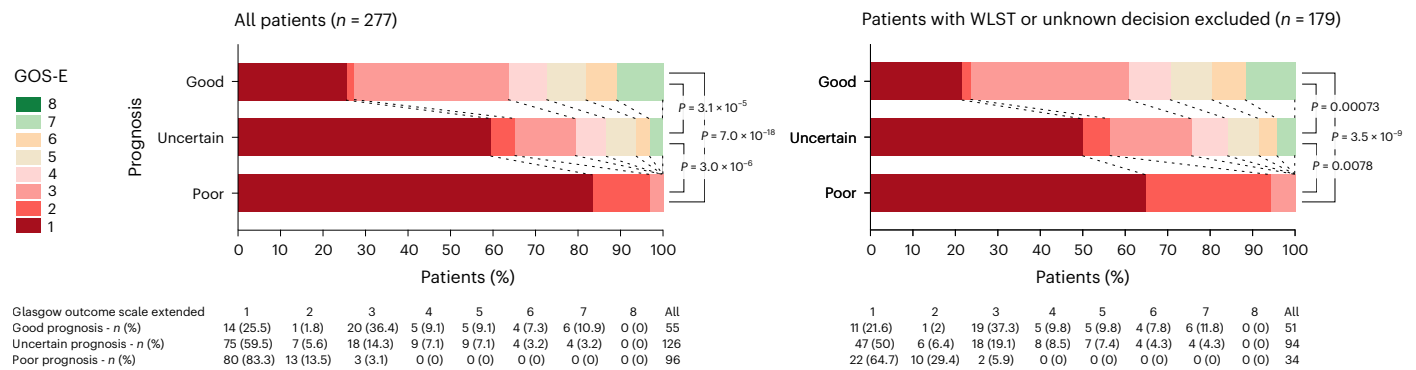 All patients (n = 277)
GOS-E
8
7
6
5
4
3
2
1
Prognosis
Good
Uncertain
Poor
P = 3.1 × 10⁻⁵
P = 7.0 × 10⁻¹⁸
P = 3.0 × 10⁻⁶
0 10 20 30 40 50 60 70 80 90 100
Patients (%)
Glasgow outcome scale extended 1 2 3 4 5 6 7 8 All
Good prognosis - n (%) 14 (25.5) 1 (1.8) 20 (36.4) 5 (9.1) 5 (9.1) 4 (7.3) 6 (10.9) 0 (0) 55
Uncertain prognosis - n (%) 75 (59.5) 7 (5.6) 18 (14.3) 9 (7.1) 9 (7.1) 4 (3.2) 4 (3.2) 0 (0) 126
Poor prognosis - n (%) 80 (83.3) 13 (13.5) 3 (3.1) 0 (0) 0 (0) 0 (0) 0 (0) 0 (0) 96
Patients with WLST or unknown decision excluded (n = 179)
Good
Uncertain
Poor
P = 0.00073
P = 3.5 × 10⁻⁹
P = 0.0078
0 10 20 30 40 50 60 70 80 90 100
Patients (%)
1 2 3 4 5 6 7 8 All
11 (21.6) 1 (2) 19 (37.3) 5 (9.8) 5 (9.8) 4 (7.8) 6 (11.8) 0 (0) 51
47 (50) 6 (6.4) 18 (19.1) 8 (8.5) 7 (7.4) 4 (4.3) 4 (4.3) 0 (0) 94
22 (64.7) 10 (29.4) 2 (5.9) 0 (0) 0 (0) 0 (0) 0 (0) 0 (0) 34